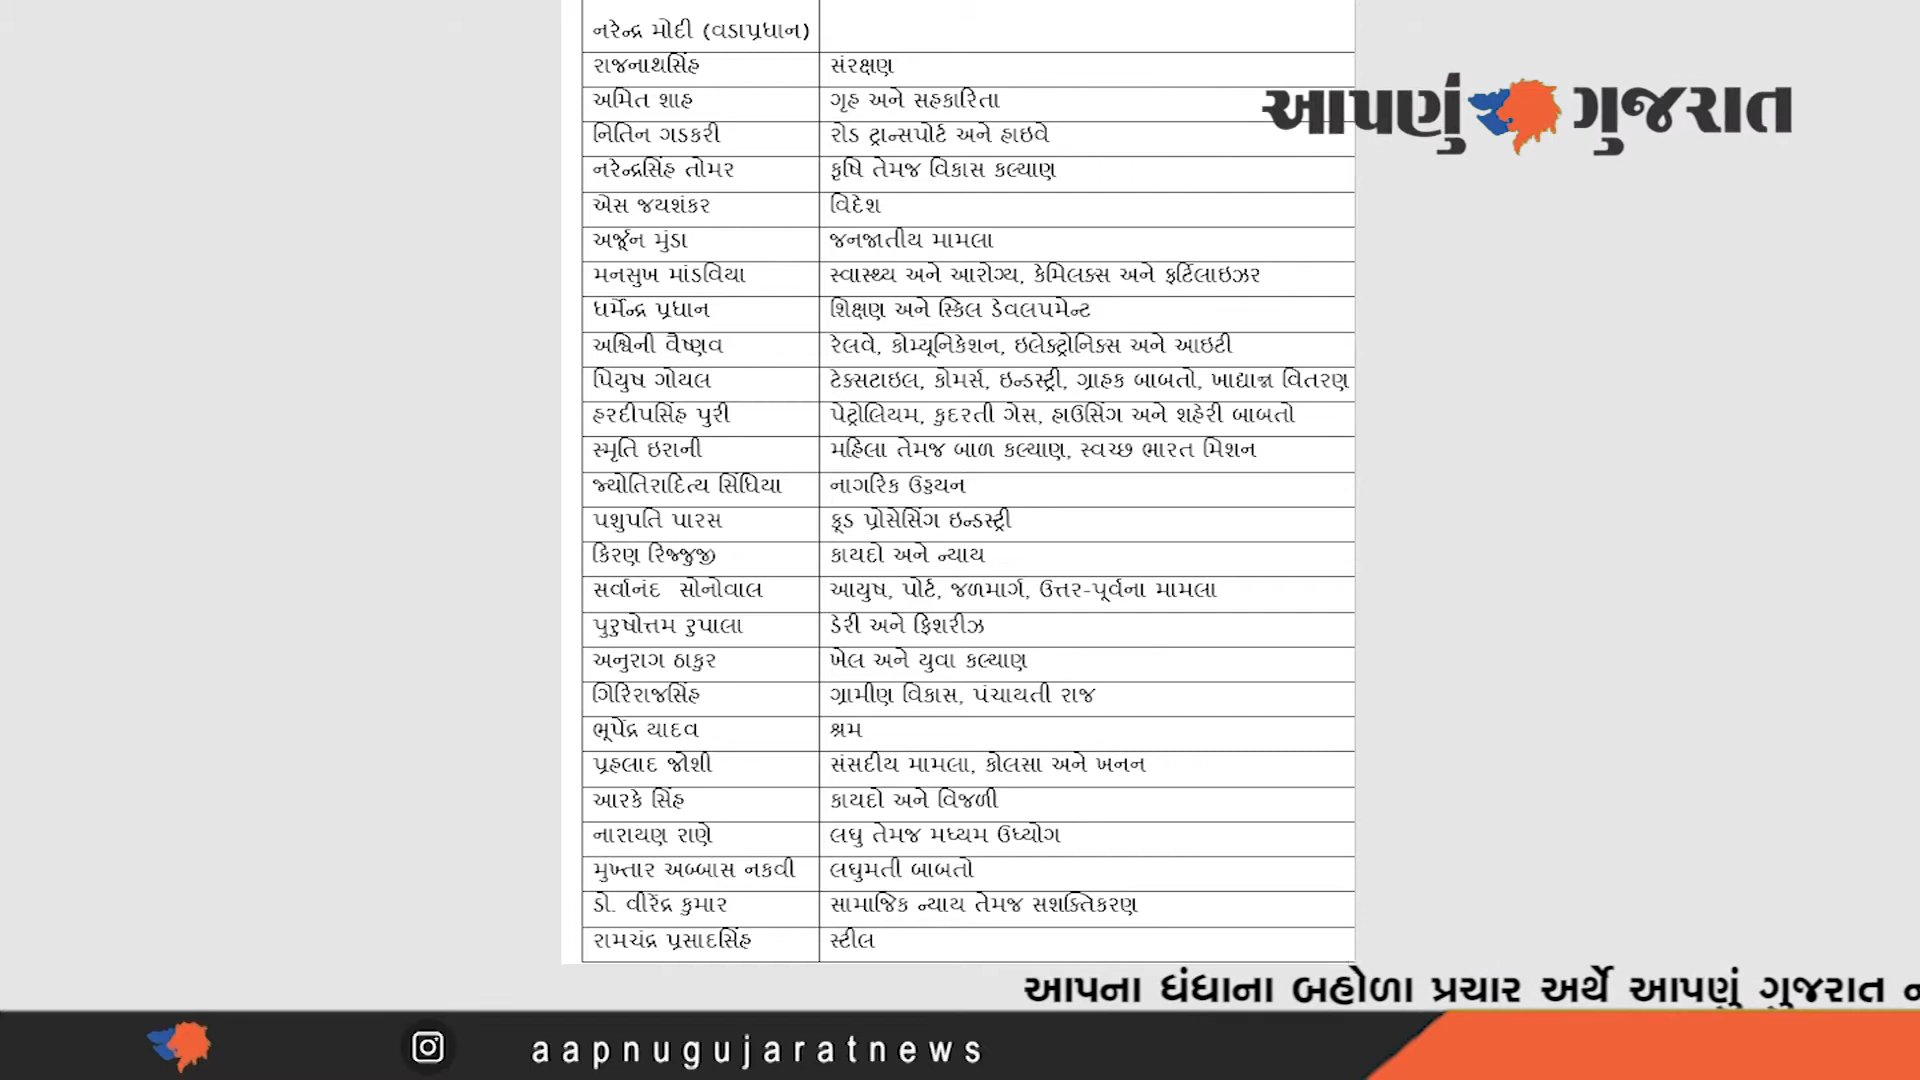 નરેન્દ્ર મોદી (વડાપ્રધાન)
રાજનાથસિંહ સંરક્ષણ
અમિત શાહ ગૃહ અને સહકારિતા
નિતિન ગડકરી રોડ ટ્રાન્સપોર્ટ અને હાઇવે
નરેન્દ્રસિંહ તોમર કૃષિ તેમજ વિકાસ કલ્યાણ
એસ જયશંકર વિદેશ
અર્જૂન મુંડા જનજાતીય મામલા
મનસુખ માંડવિયા સ્વાસ્થ્ય અને આરોગ્ય, કેમિલક્સ અને ફર્ટિલાઇઝર
ધર્મેન્દ્ર પ્રધાન શિક્ષણ અને સ્કિલ ડેવલપમેન્ટ
અશ્વિની વૈષ્ણવ રેલવે, કોમ્યૂનિકેશન, ઇલેક્ટ્રોનિક્સ અને આઇટી
પિયુષ ગોયલ ટેક્સટાઇલ, કોમર્સ, ઇન્ડસ્ટ્રી, ગ્રાહક બાબતો, ખાદ્યાન્ન વિતરણ
હરદીપસિંહ પુરી પેટ્રોલિયમ, કુદરતી ગેસ, હાઉસિંગ અને શહેરી બાબતો
સ્મૃતિ ઇરાની મહિલા તેમજ બાળ કલ્યાણ, સ્વચ્છ ભારત મિશન
જ્યોતિરાદિત્ય સિંધિયા નાગરિક ઉડ્ડયન
પશુપતિ પારસ ફૂડ પ્રોસેસિંગ ઇન્ડસ્ટ્રી
કિરણ રિજ્જુજી કાયદો અને ન્યાય
સર્વાનંદ સોનોવાલ આયુષ, પોર્ટ, જળમાર્ગ, ઉત્તર-પૂર્વના મામલા
પુરુષોત્તમ રુપાલા ડેરી અને ફિશરીઝ
અનુરાગ ઠાકુર ખેલ અને યુવા કલ્યાણ
ગિરિરાજસિંહ ગ્રામીણ વિકાસ, પંચાયતી રાજ
ભૂપેંદ્ર યાદવ શ્રમ
પ્રહલાદ જોશી સંસદીય મામલા, કોલસા અને ખનન
આરકે સિંહ કાયદો અને વિજળી
નારાયણ રાણે લઘુ તેમજ મધ્યમ ઉધ્યોગ
મુખ્તાર અબ્બાસ નકવી લઘુમતી બાબતો
ડો. વીરેંદ્ર કુમાર સામાજિક ન્યાય તેમજ સશક્તિકરણ
રામચંદ્ર પ્રસાદસિંહ સ્ટીલ
આપણું ગુજરાત
આપના ધંધાના બહોળા પ્રચાર અર્થે આપણું ગુજરાત
aapnugujaratnews